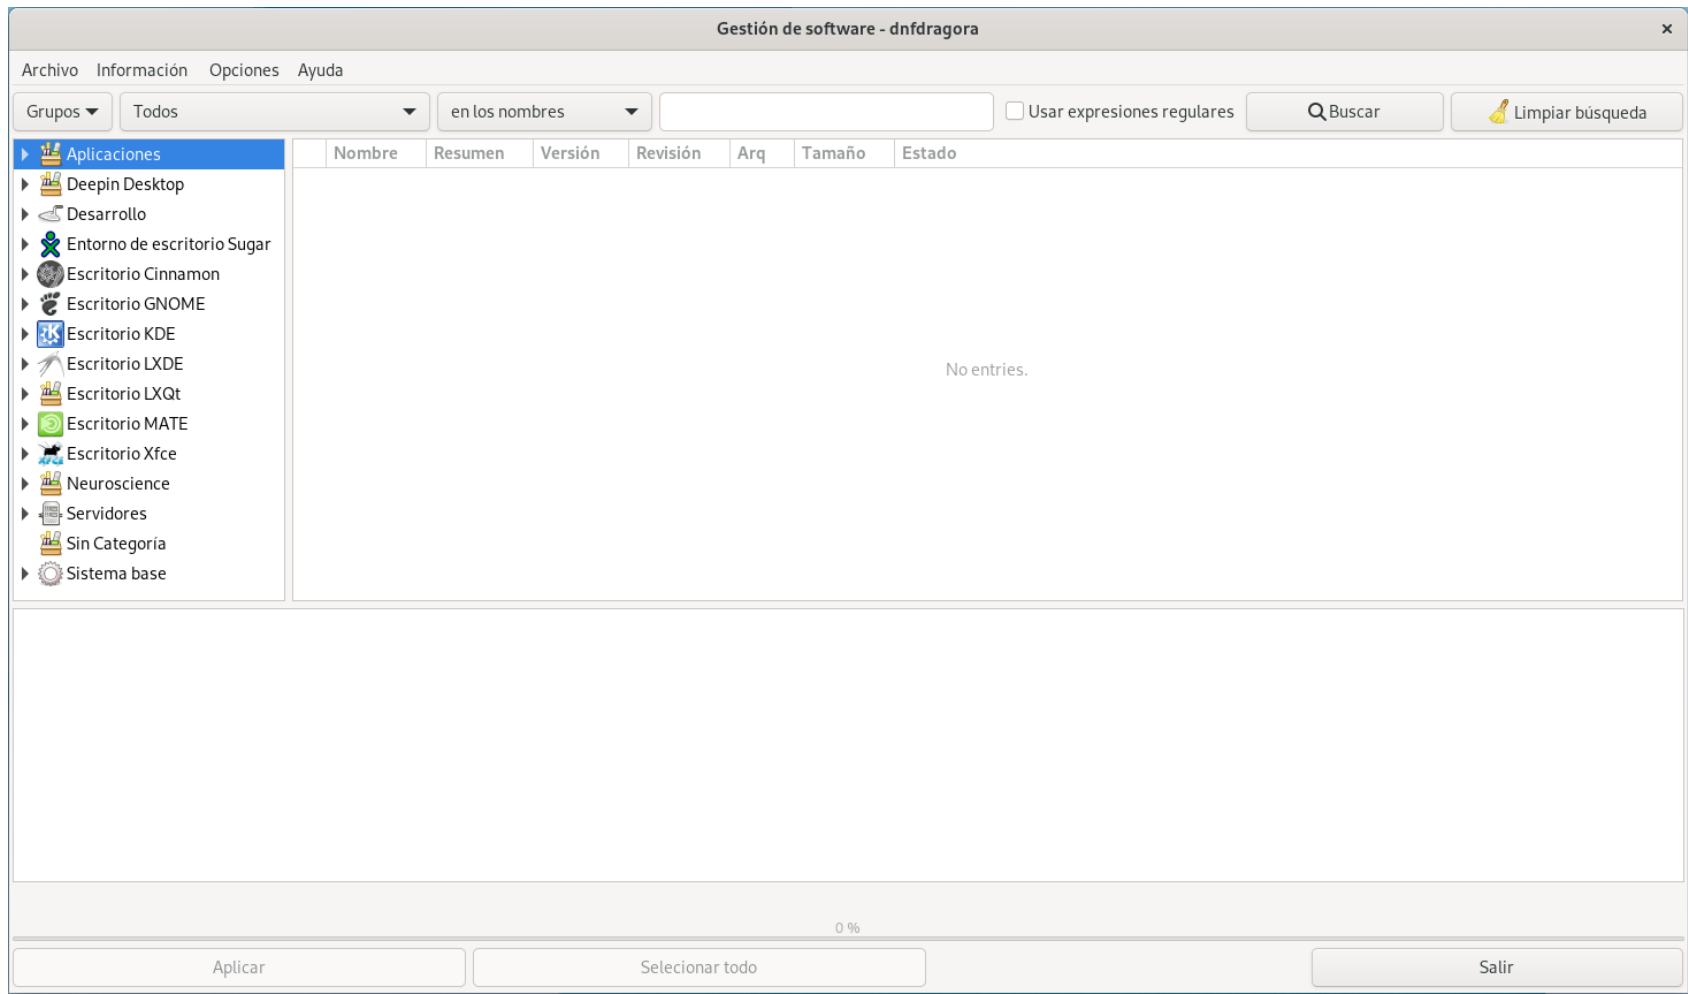 Gestión de software - dnfdragora
×
Archivo Información Opciones Ayuda
Grupos Todos en los nombres Usar expresiones regulares Buscar Limpiar búsqueda
Nombre Resumen Versión Revisión Arq Tamaño Estado
Aplicaciones
Deepin Desktop
Desarrollo
Entorno de escritorio Sugar
Escritorio Cinnamon
Escritorio GNOME
Escritorio KDE
Escritorio LXDE
Escritorio LXQt
Escritorio MATE
Escritorio Xfce
Neuroscience
Servidores
Sin Categoría
Sistema base
No entries.
0 %
Aplicar Selecionar todo Salir